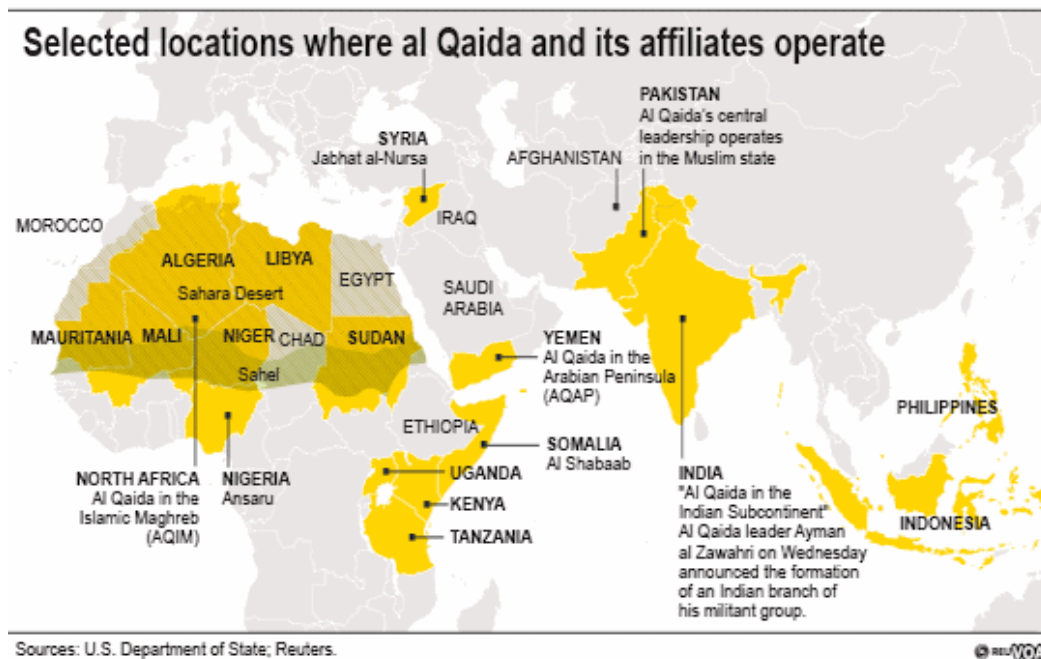 Selected locations where al Qaida and its affiliates operate
PAKISTAN
Al Qaida's central
leadership operates
in the Muslim state
SYRIA
Jabhat al-Nursa
AFGHANISTAN
IRAQ
MOROCCO
ALGERIA
LIBYA
EGYPT
Sahara Desert
SAUDI
ARABIA
MAURITANIA
MALI
NIGER
CHAD
SUDAN
Sahel
YEMEN
Al Qaida in the
Arabian Peninsula
(AQAP)
ETHIOPIA
PHILIPPINES
SOMALIA
Al Shabaab
NORTH AFRICA
Al Qaida in the
Islamic Maghreb
(AQIM)
NIGERIA
Ansaru
UGANDA
KENYA
TANZANIA
INDIA
"Al Qaida in the
Indian Subcontinent"
Al Qaida leader Ayman
al Zawahri on Wednesday
announced the formation
of an Indian branch of
his militant group.
INDONESIA
Sources: U.S. Department of State; Reuters.
VOA